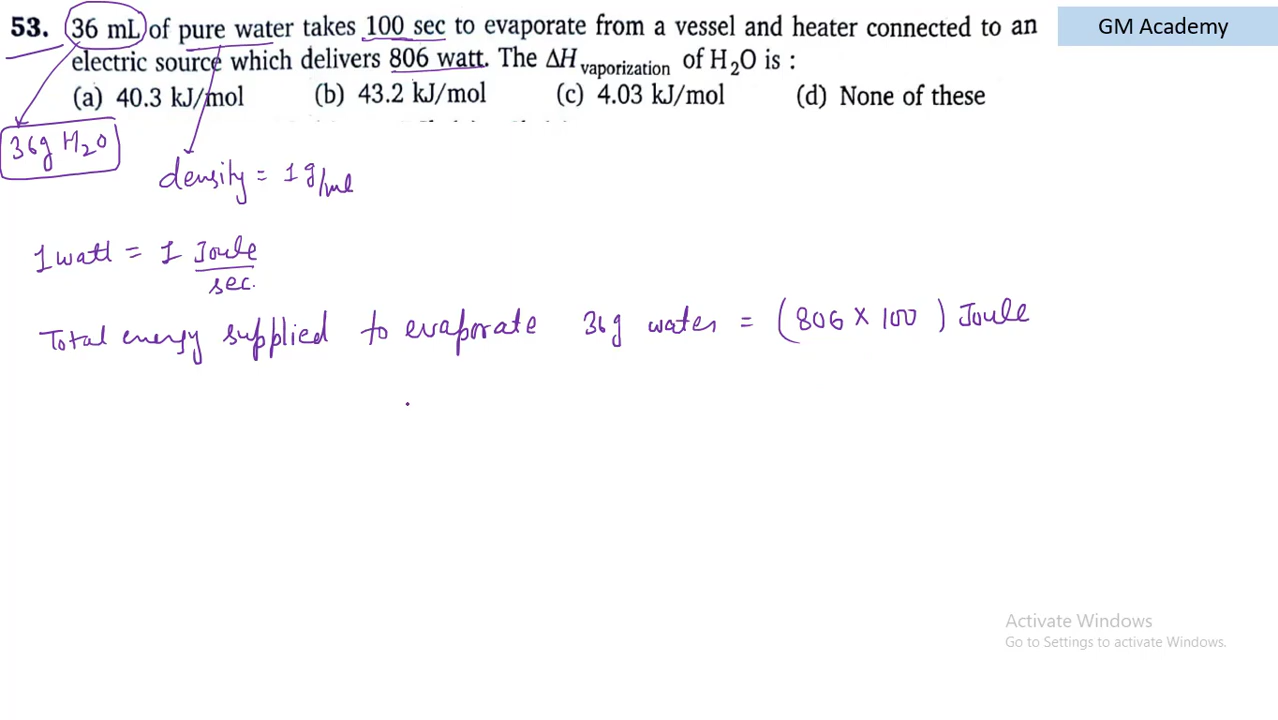 GM Academy
53. 36 mL of pure water takes 100 sec to evaporate from a vessel and heater connected to an
electric source which delivers 806 watt. The ΔH vaporization of H₂O is :
(a) 40.3 kJ/mol (b) 43.2 kJ/mol (c) 4.03 kJ/mol (d) None of these
36g H₂O
density = 1 g/ml
1 watt = 1 Joule/sec.
Total energy supplied to evaporate 36g water = (806 × 100) Joule
Activate Windows
Go to Settings to activate Windows.